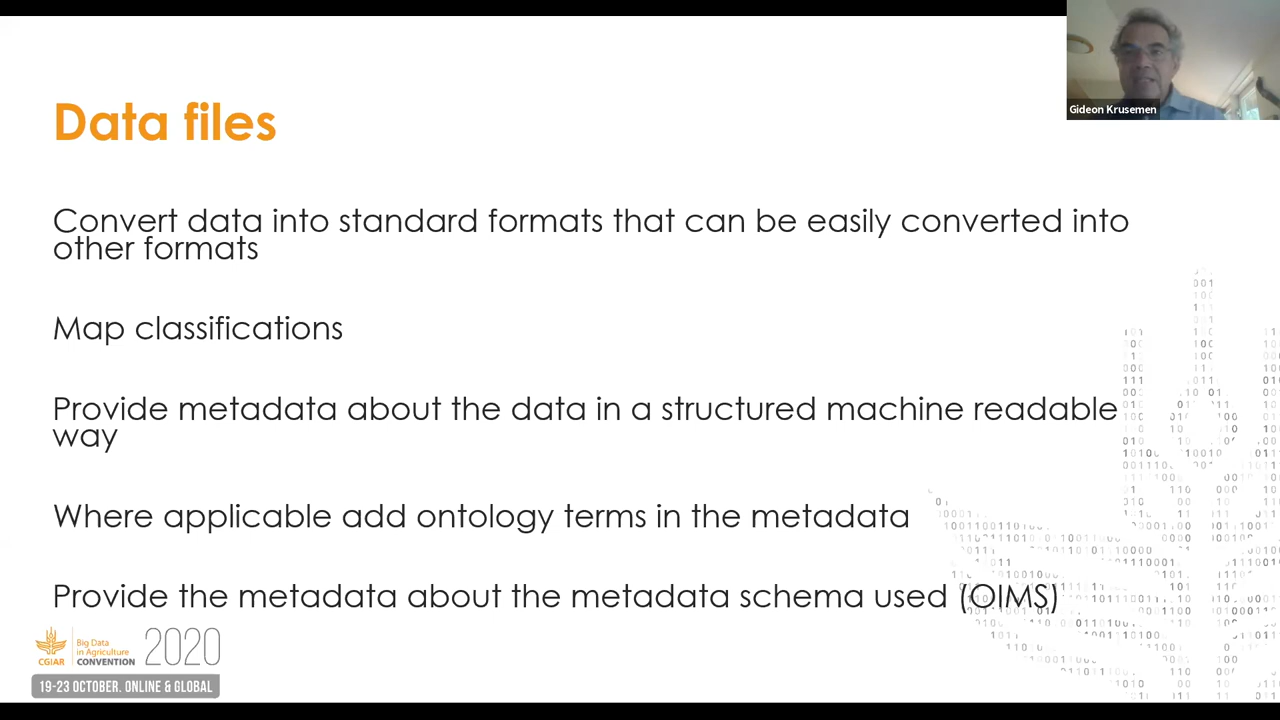 Gideon Krusemen
Data files
Convert data into standard formats that can be easily converted into
other formats
Map classifications
Provide metadata about the data in a structured machine readable
way
Where applicable add ontology terms in the metadata
Provide the metadata about the metadata schema used (OIMS)
CGIAR
Big Data
in Agriculture
CONVENTION
2020
19-23 OCTOBER. ONLINE & GLOBAL